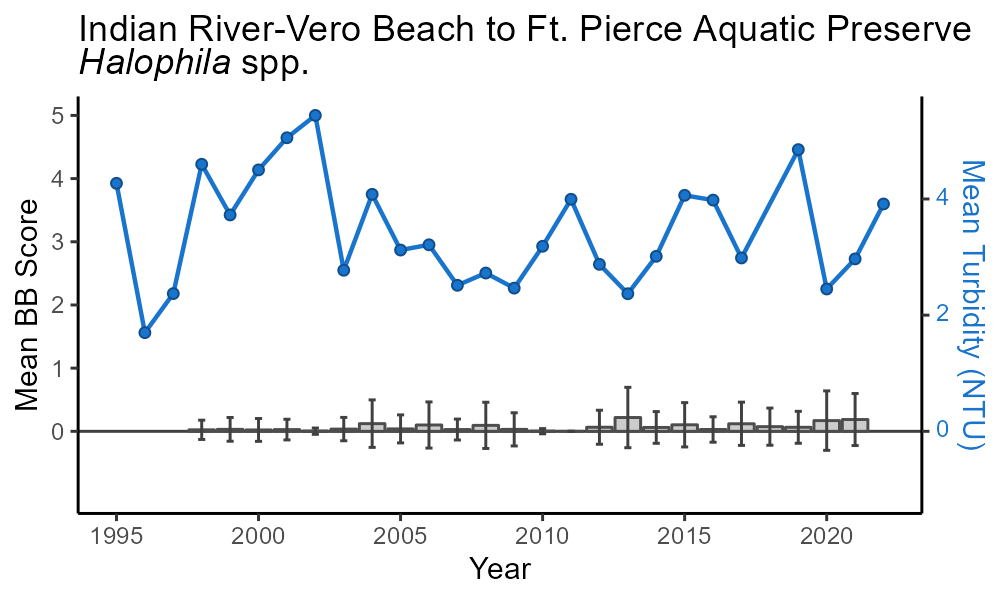 Indian River-Vero Beach to Ft. Pierce Aquatic Preserve
Halophila spp.
Mean BB Score
5
4
3
2
1
0
Mean Turbidity (NTU)
4
2
0
1995 2000 2005 2010 2015 2020
Year